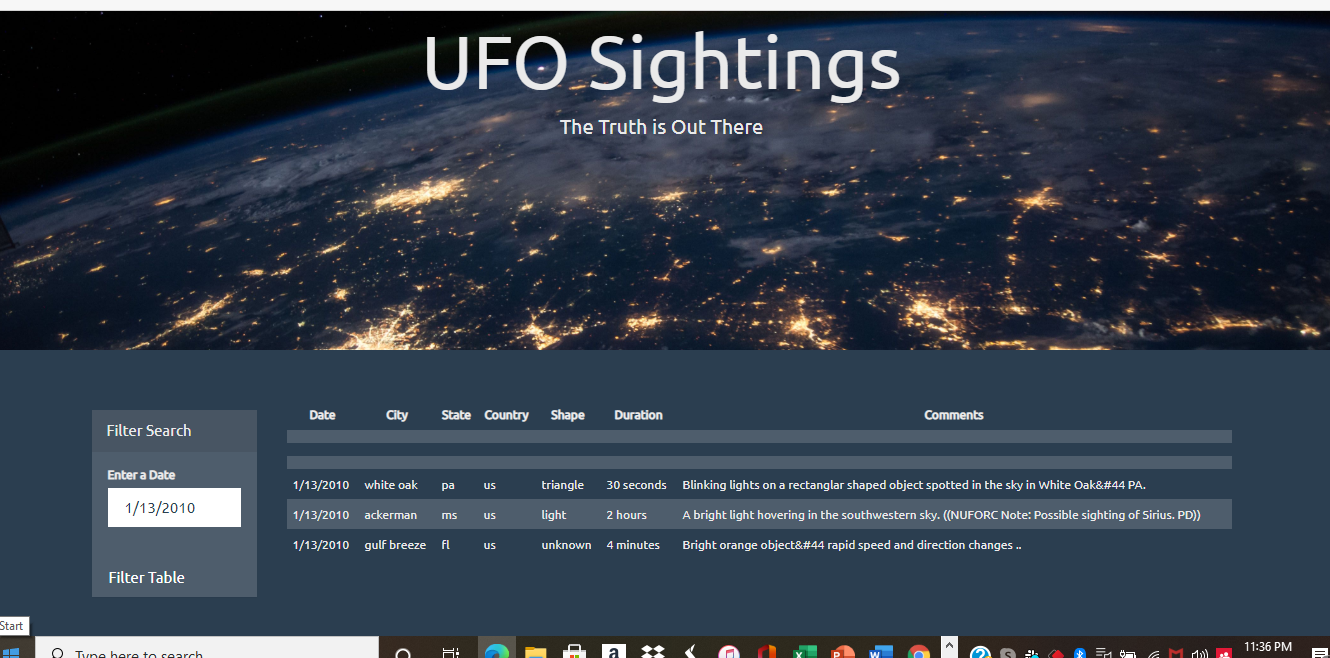 UFO Sightings
The Truth is Out There
Filter Search
Enter a Date
1/13/2010
Filter Table
Date City State Country Shape Duration Comments
1/13/2010 white oak pa us triangle 30 seconds Blinking lights on a rectanglar shaped object spotted in the sky in White Oak&#44 PA.
1/13/2010 ackerman ms us light 2 hours A bright light hovering in the southwestern sky. ((NUFORC Note: Possible sighting of Sirius. PD))
1/13/2010 gulf breeze fl us unknown 4 minutes Bright orange object&#44 rapid speed and direction changes ..
Start
Type here to search
11:36 PM